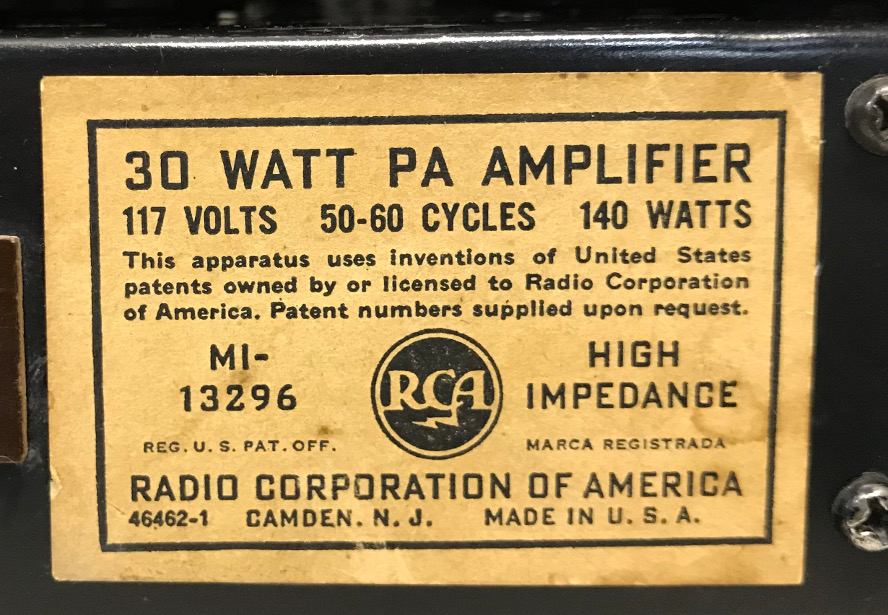 30 WATT PA AMPLIFIER
117 VOLTS 50-60 CYCLES 140 WATTS
This apparatus uses inventions of United States
patents owned by or licensed to Radio Corporation
of America. Patent numbers supplied upon request.
MI-
13296
RCA
HIGH
IMPEDANCE
REG. U. S. PAT. OFF.
MARCA REGISTRADA
RADIO CORPORATION OF AMERICA
46462-1 CAMDEN. N. J. MADE IN U. S. A.